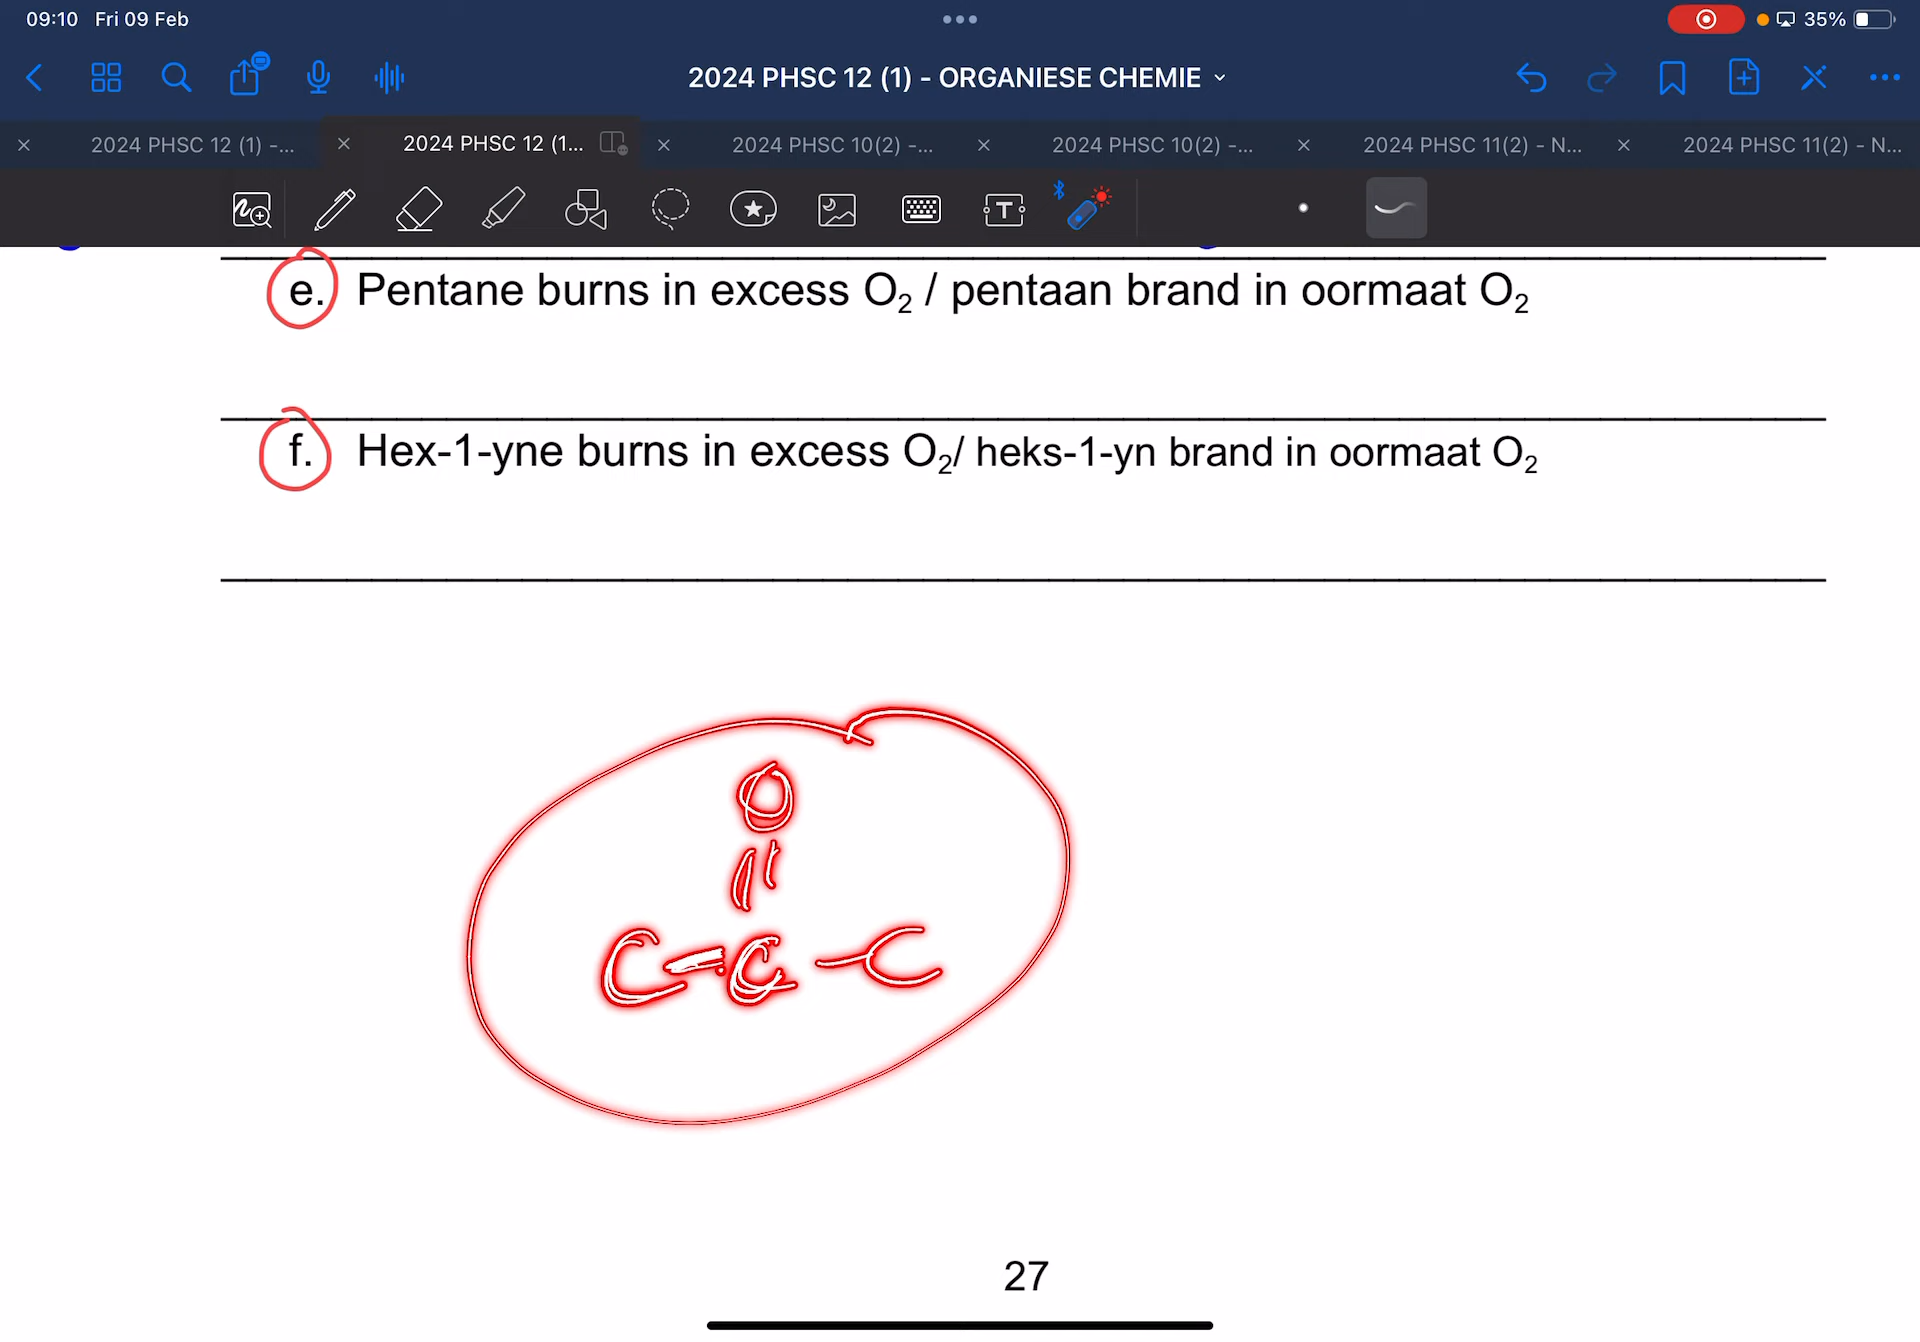 09:10 Fri 09 Feb
35%
2024 PHSC 12 (1) - ORGANIESE CHEMIE
2024 PHSC 12 (1) -... 2024 PHSC 12 (1... 2024 PHSC 10(2) -... 2024 PHSC 10(2) -... 2024 PHSC 11(2) - N... 2024 PHSC 11(2) - N...
T
e. Pentane burns in excess O₂ / pentaan brand in oormaat O₂
f. Hex-1-yne burns in excess O₂/ heks-1-yn brand in oormaat O₂
O
C=C-C
27